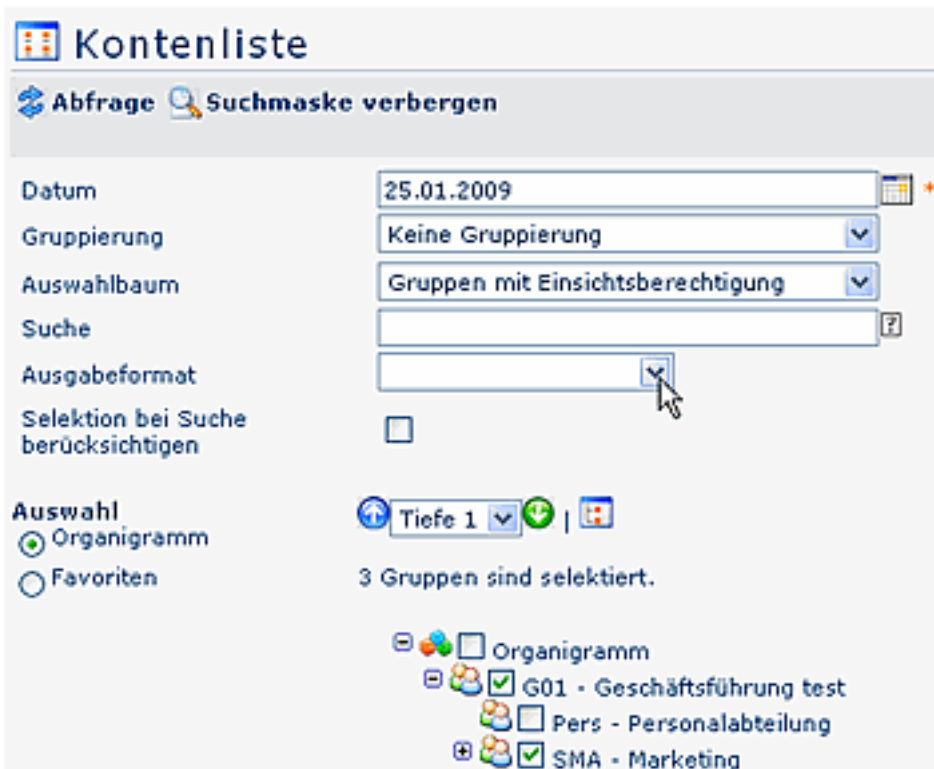 Kontenliste
Abfrage Suchmaske verbergen
Datum 25.01.2009 *
Gruppierung Keine Gruppierung
Auswahlbaum Gruppen mit Einsichtsberechtigung
Suche ?
Ausgabeformat
Selektion bei Suche
berücksichtigen
Auswahl Tiefe 1 |
Organigramm
Favoriten 3 Gruppen sind selektiert.
Organigramm
G01 - Geschäftsführung test
Pers - Personalabteilung
SMA - Marketing